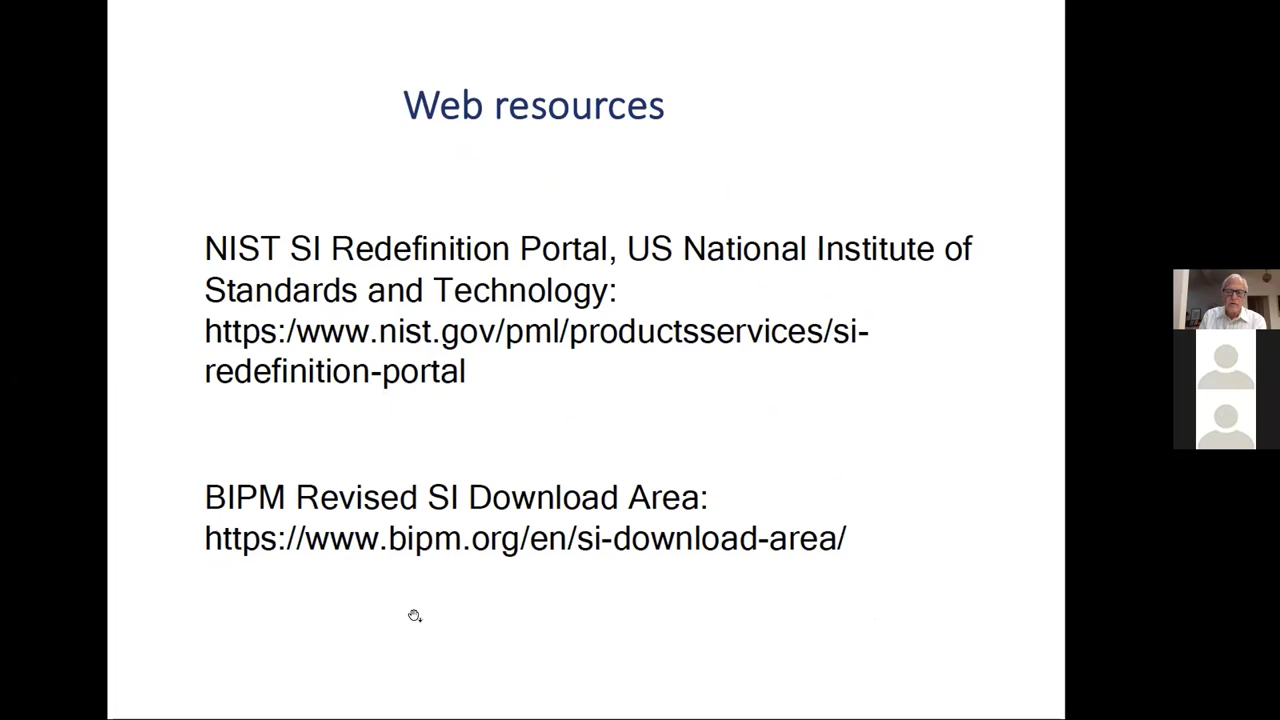 Web resources
NIST SI Redefinition Portal, US National Institute of
Standards and Technology:
https:/www.nist.gov/pml/productsservices/si-
redefinition-portal
BIPM Revised SI Download Area:
https://www.bipm.org/en/si-download-area/